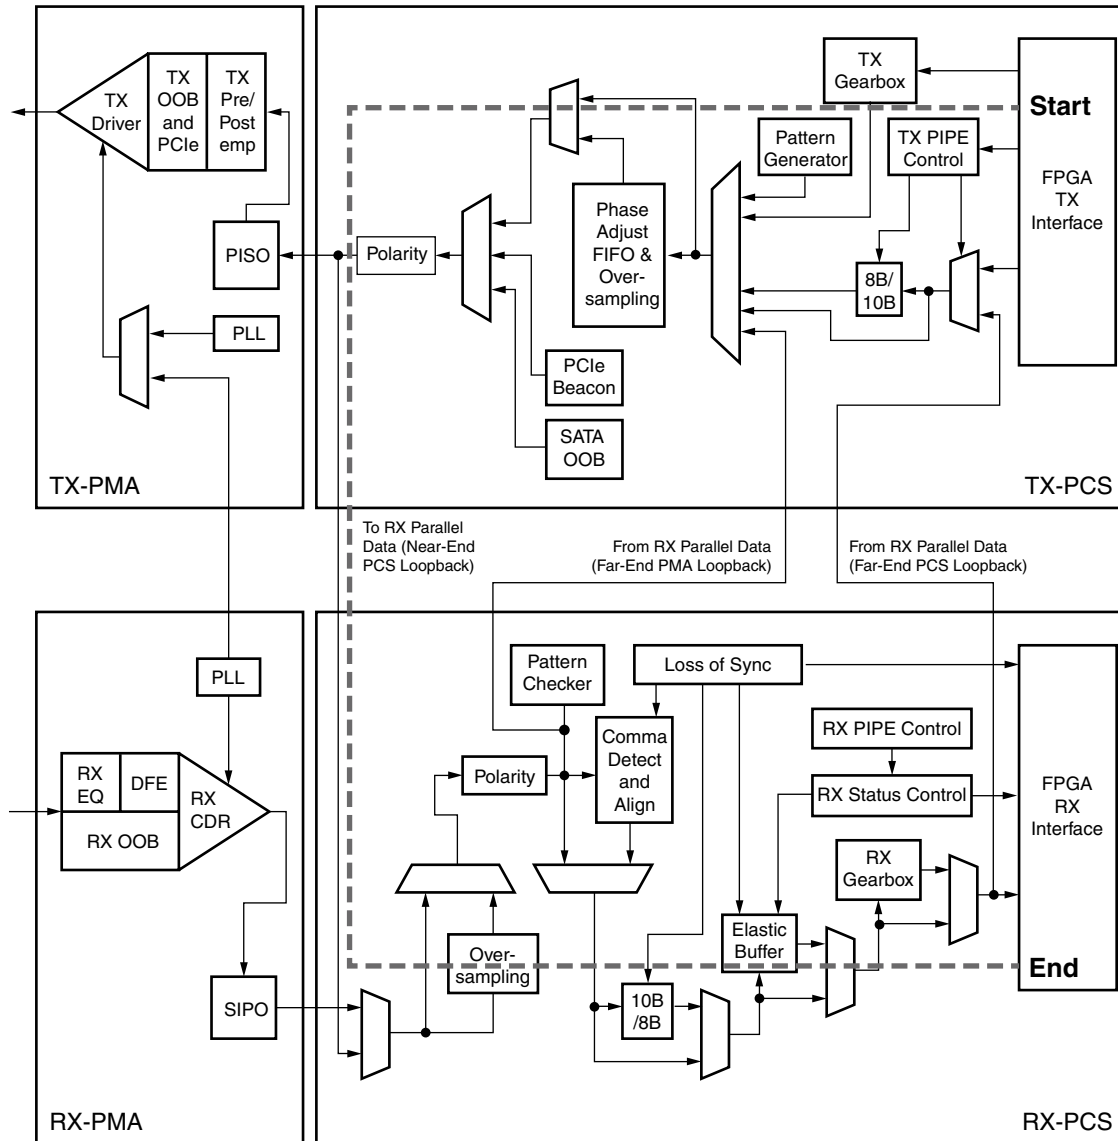 TX
Driver
TX
OOB
and
PCIe
TX
Pre/
Post
emp
PISO
PLL
TX-PMA
TX
Gearbox
Start
Pattern
Generator
TX PIPE
Control
FPGA
TX
Interface
Phase
Adjust
FIFO &
Over-
sampling
Polarity
8B/
10B
PCIe
Beacon
SATA
OOB
TX-PCS
To RX Parallel
Data (Near-End
PCS Loopback)
From RX Parallel Data
(Far-End PMA Loopback)
From RX Parallel Data
(Far-End PCS Loopback)
PLL
RX
EQ
DFE
RX
CDR
RX OOB
SIPO
RX-PMA
Pattern
Checker
Loss of Sync
Polarity
Comma
Detect
and
Align
RX PIPE Control
RX Status Control
FPGA
RX
Interface
RX
Gearbox
Over-
sampling
Elastic
Buffer
End
10B
/8B
RX-PCS